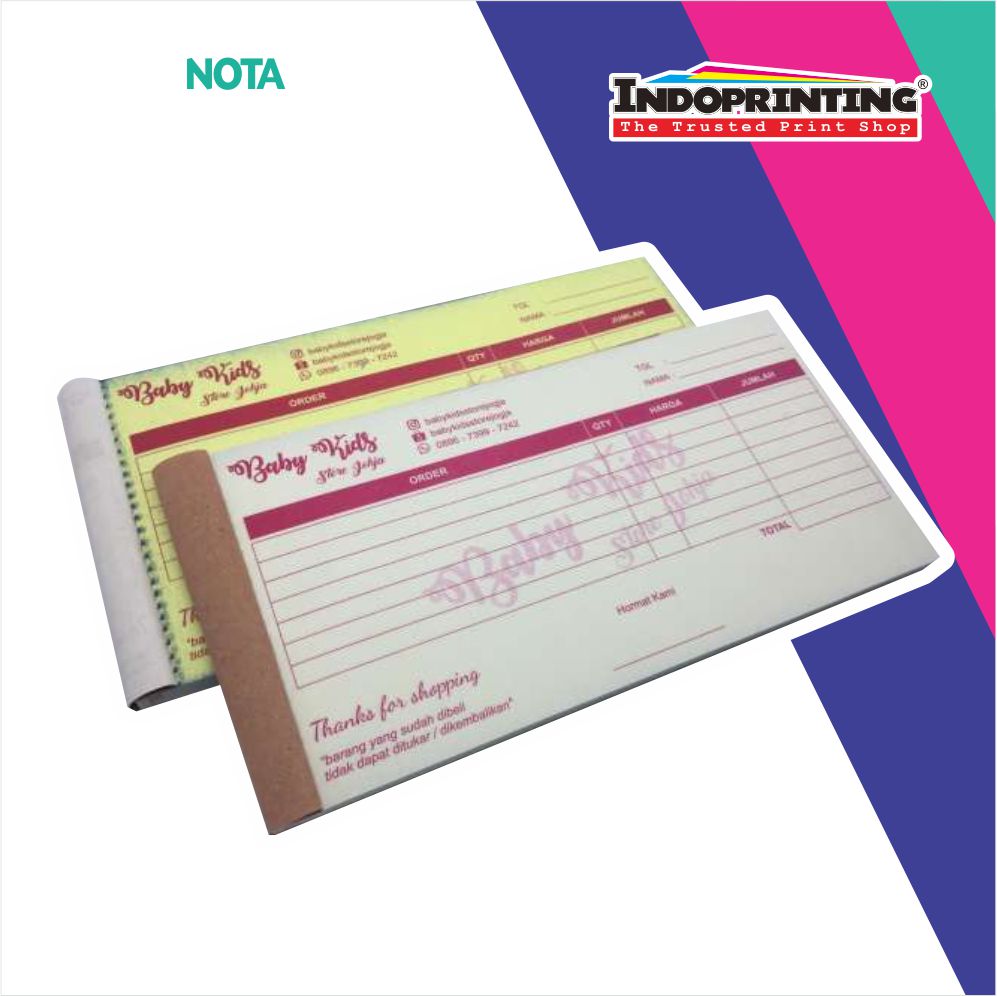 NOTA
INDOPRINTING®
The Trusted Print Shop
Baby Kids
Store Jogja
babykidsstorejogja
babykidsstorejogja
0896 - 7399 - 7242
TGL
NAMA
ORDER
QTY
HARGA
JUMLAH
Baby Kids
Store Jogja
babykidsstorejogja
babykidsstorejogja
0896 - 7399 - 7242
TGL
NAMA
ORDER
QTY
HARGA
JUMLAH
Baby Kids
Store Jogja
TOTAL
Hormat Kami
Thanks for shopping
"barang yang sudah dibeli
tidak dapat ditukar / dikembalikan"
Th
"ba
tida